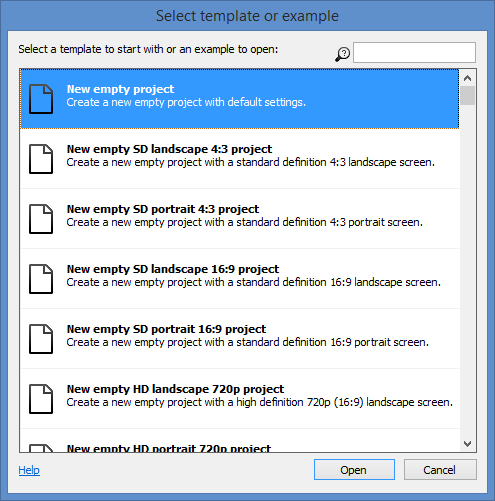 Select template or example
Select a template to start with or an example to open:
New empty project
Create a new empty project with default settings.
New empty SD landscape 4:3 project
Create a new empty project with a standard definition 4:3 landscape screen.
New empty SD portrait 4:3 project
Create a new empty project with a standard definition 4:3 portrait screen.
New empty SD landscape 16:9 project
Create a new empty project with a standard definition 16:9 landscape screen.
New empty SD portrait 16:9 project
Create a new empty project with a standard definition 16:9 portrait screen.
New empty HD landscape 720p project
Create a new empty project with a high definition 720p (16:9) landscape screen.
New empty HD portrait 720p project
Help
Open
Cancel